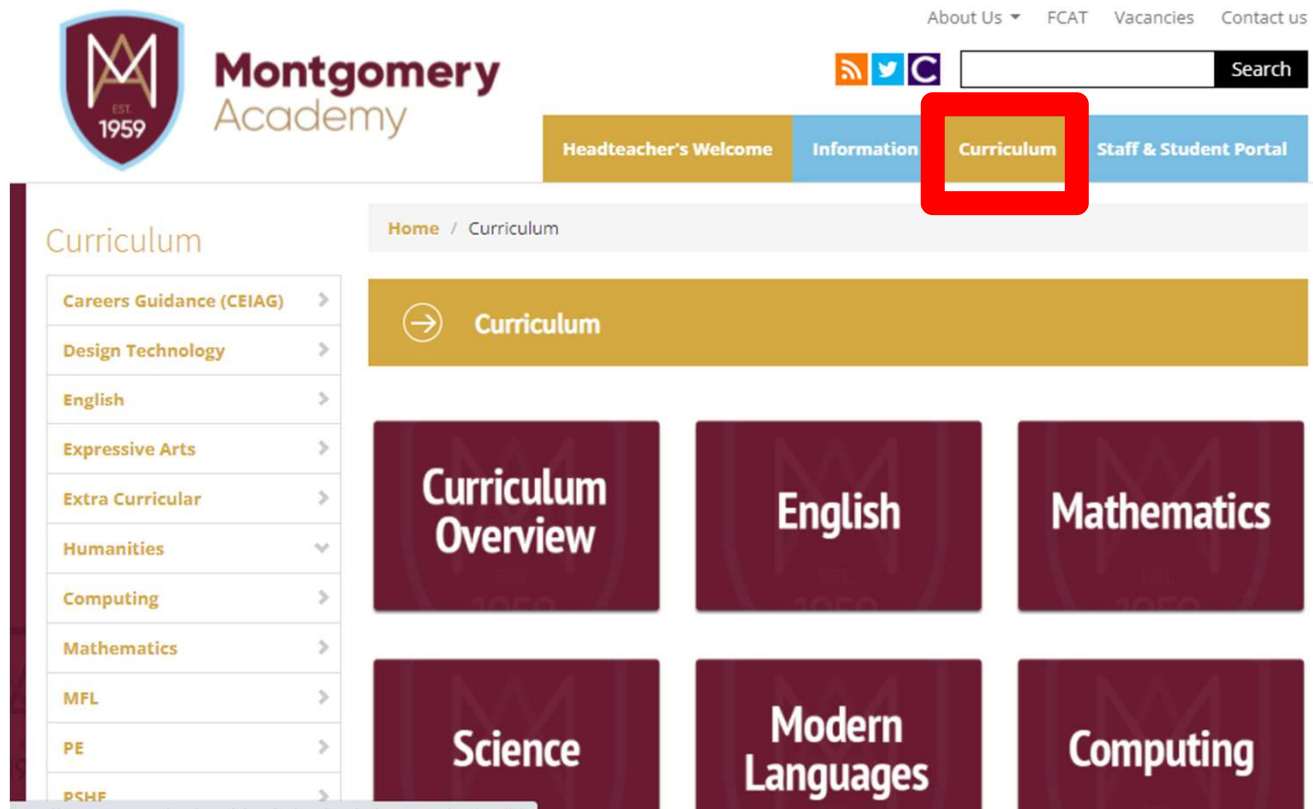 About Us FCAT Vacancies Contact us
Search
EST.
1959
Montgomery
Academy
Headteacher's Welcome Information Curriculum Staff & Student Portal
Curriculum
Home / Curriculum
Careers Guidance (CEIAG)
Design Technology
English
Expressive Arts
Extra Curricular
Humanities
Computing
Mathematics
MFL
PE
PSHE
Curriculum
Curriculum
Overview
English
Mathematics
Science
Modern
Languages
Computing